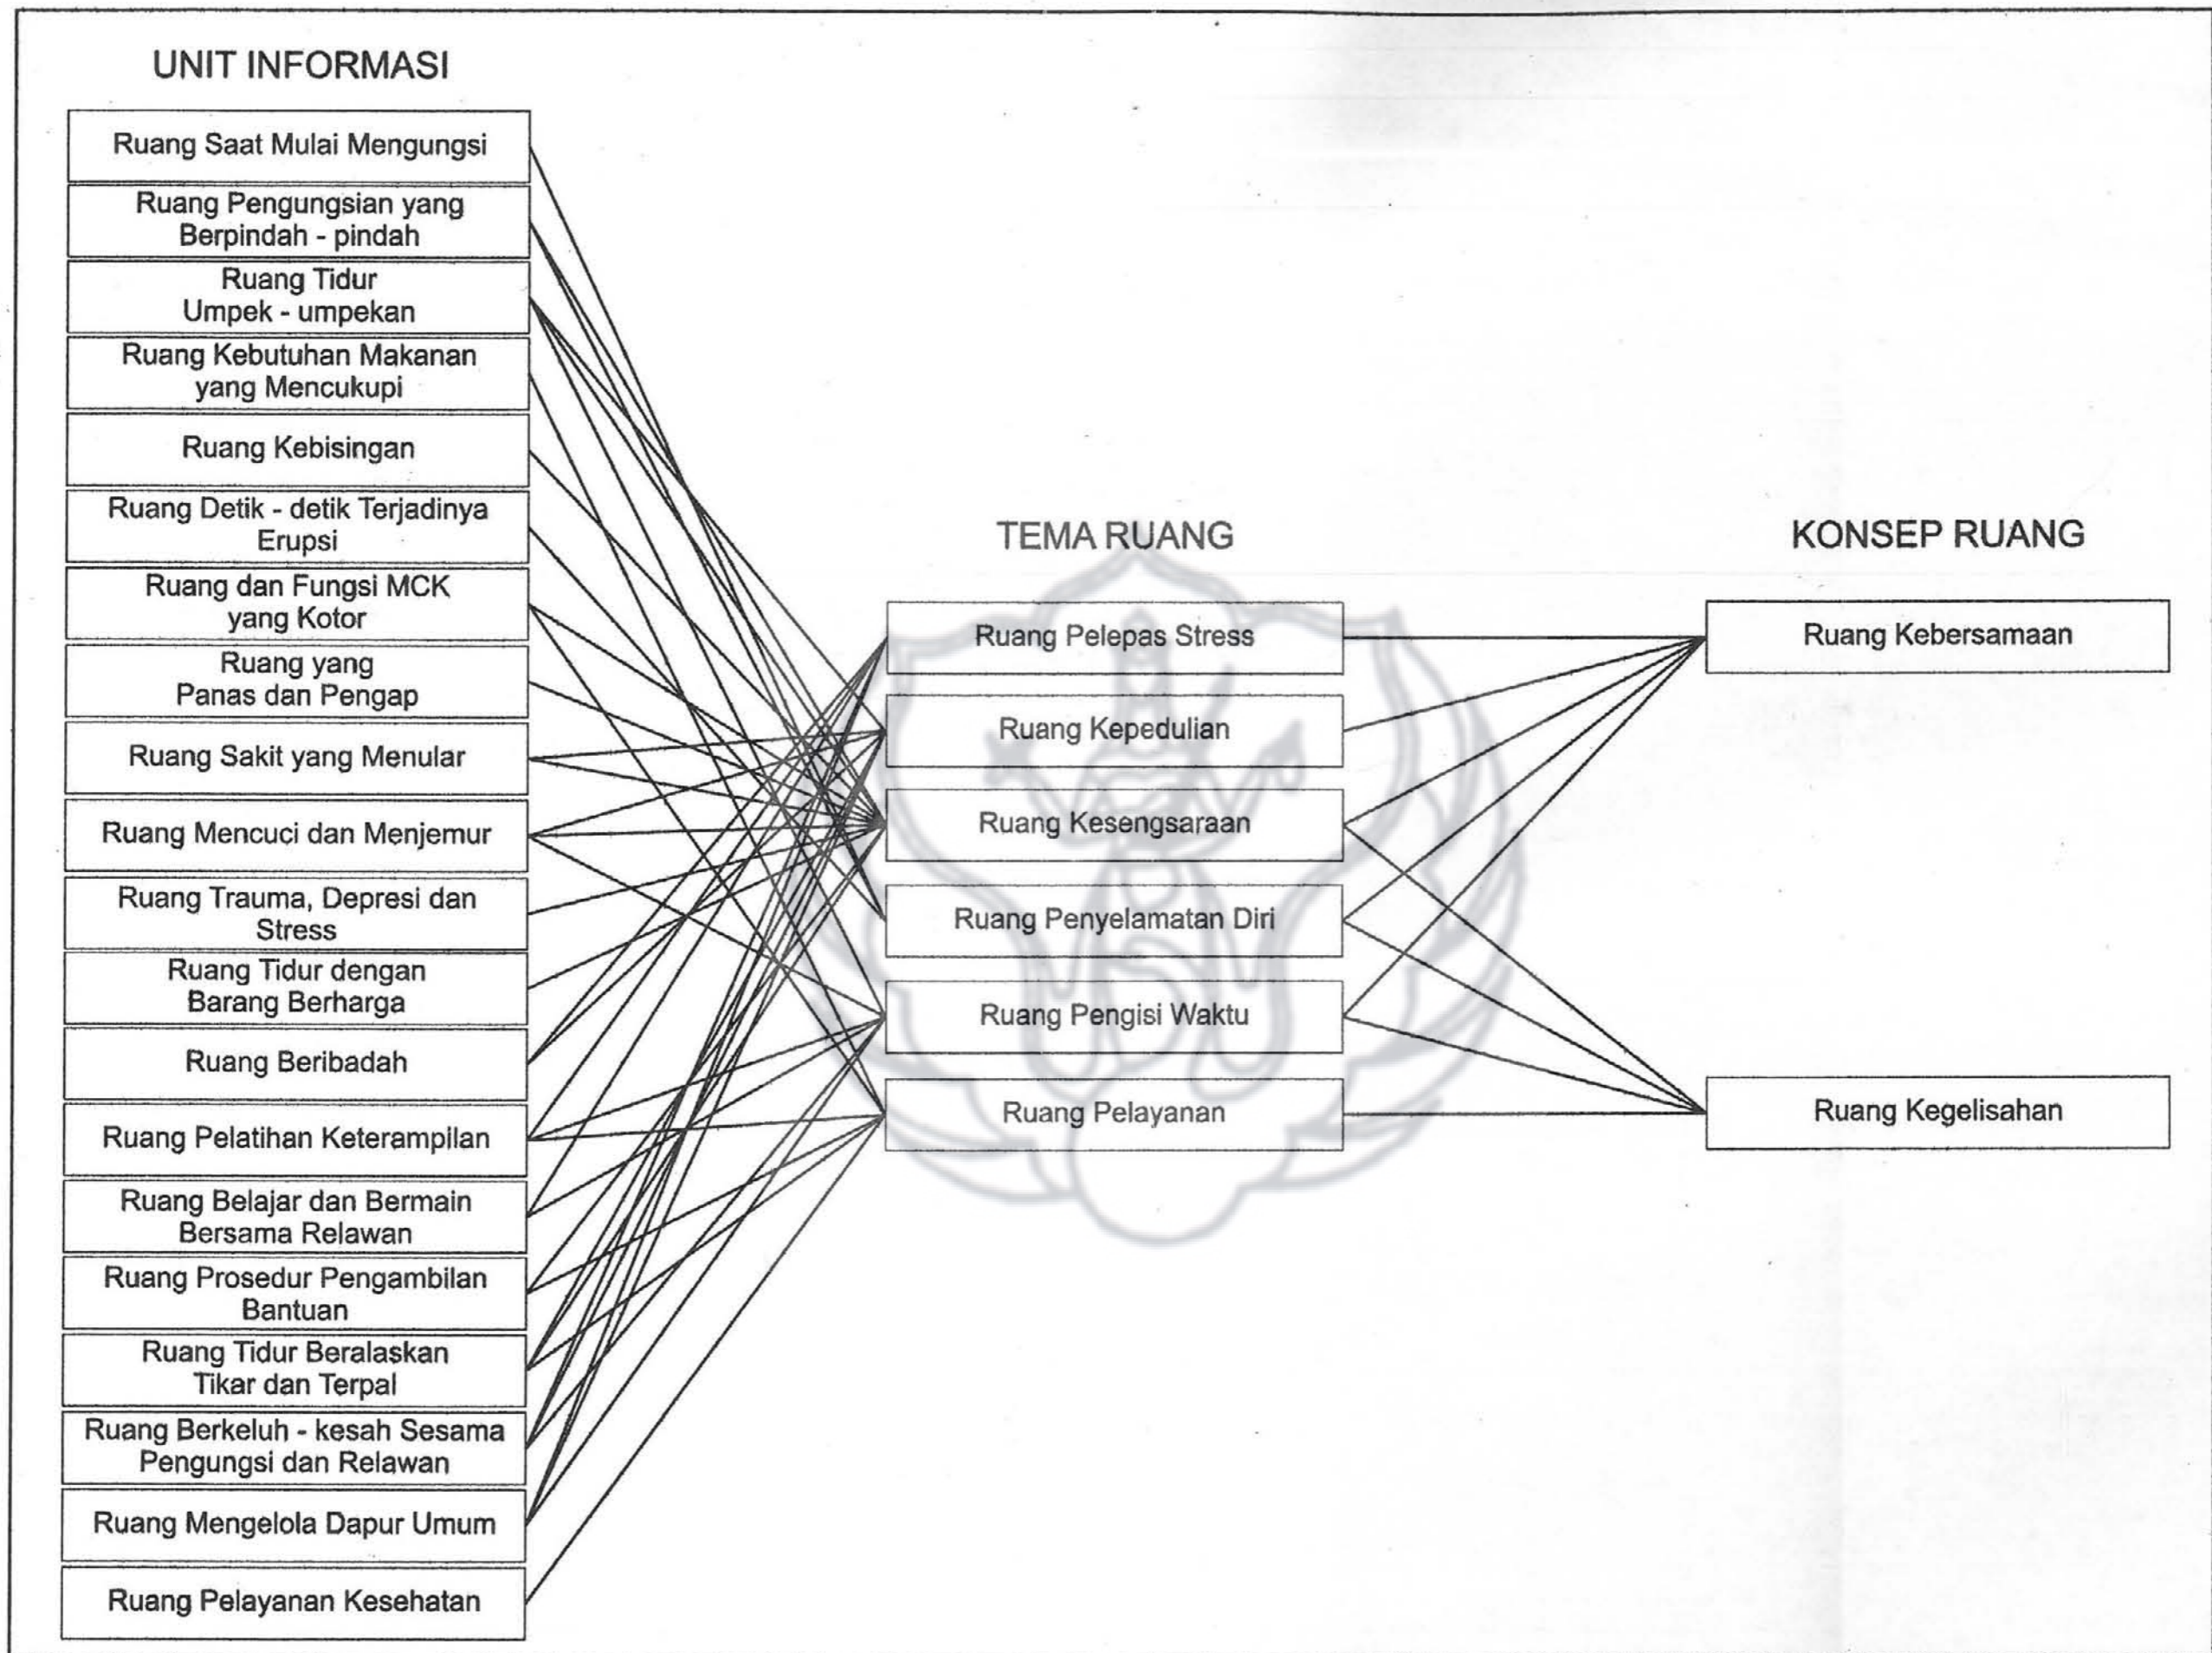 UNIT INFORMASI
Ruang Saat Mulai Mengungsi
Ruang Pengungsian yang
Berpindah - pindah
Ruang Tidur
Umpek - umpekan
Ruang Kebutuhan Makanan
yang Mencukupi
Ruang Kebisingan
Ruang Detik - detik Terjadinya
Erupsi
Ruang dan Fungsi MCK
yang Kotor
Ruang yang
Panas dan Pengap
Ruang Sakit yang Menular
Ruang Mencuci dan Menjemur
Ruang Trauma, Depresi dan
Stress
Ruang Tidur dengan
Barang Berharga
Ruang Beribadah
Ruang Pelatihan Keterampilan
Ruang Belajar dan Bermain
Bersama Relawan
Ruang Prosedur Pengambilan
Bantuan
Ruang Tidur Beralaskan
Tikar dan Terpal
Ruang Berkeluh - kesah Sesama
Pengungsi dan Relawan
Ruang Mengelola Dapur Umum
Ruang Pelayanan Kesehatan
TEMA RUANG
Ruang Pelepas Stress
Ruang Kepedulian
Ruang Kesengsaraan
Ruang Penyelamatan Diri
Ruang Pengisi Waktu
Ruang Pelayanan
KONSEP RUANG
Ruang Kebersamaan
Ruang Kegelisahan